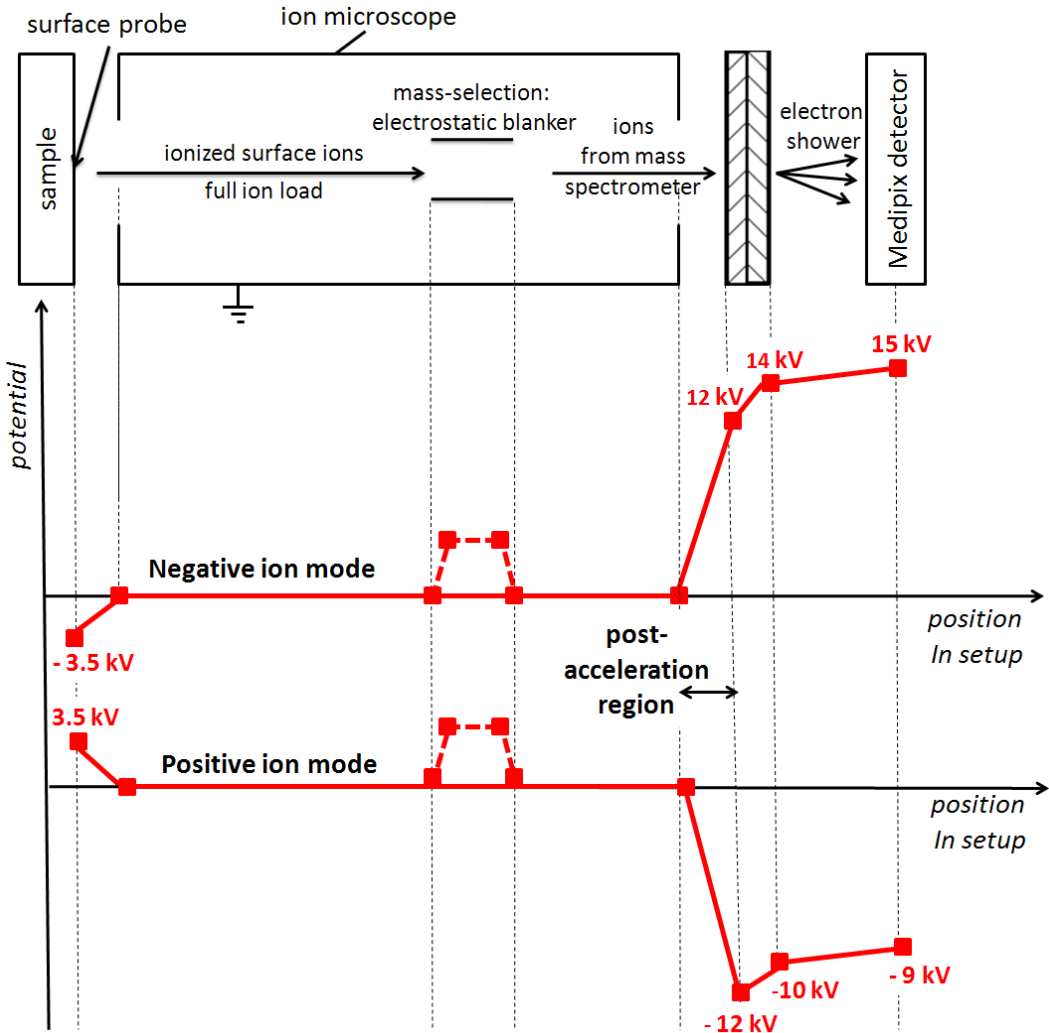 surface probe
ion microscope
sample
mass-selection:
electrostatic blanker
ionized surface ions
full ion load
ions
from mass
spectrometer
electron
shower
Medipix detector
potential
15 kV
14 kV
12 kV
Negative ion mode
- 3.5 kV
position
In setup
post-
acceleration
region
3.5 kV
Positive ion mode
position
In setup
- 9 kV
-10 kV
- 12 kV